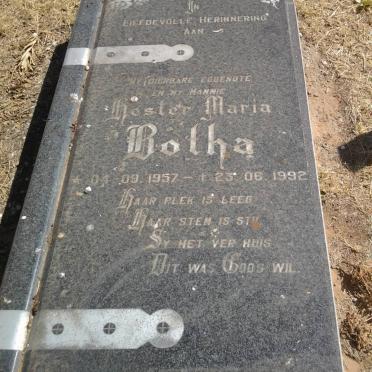 In
Liefdevolle Herinnering
Aan
My dierbare eggenote
en my mammie
Hester Maria
Botha
* 04.09.1957 - † 23.06.1992
Haar plek is leeg
Haar stem is stil
Sy het ver huis
Dit was Gods wil